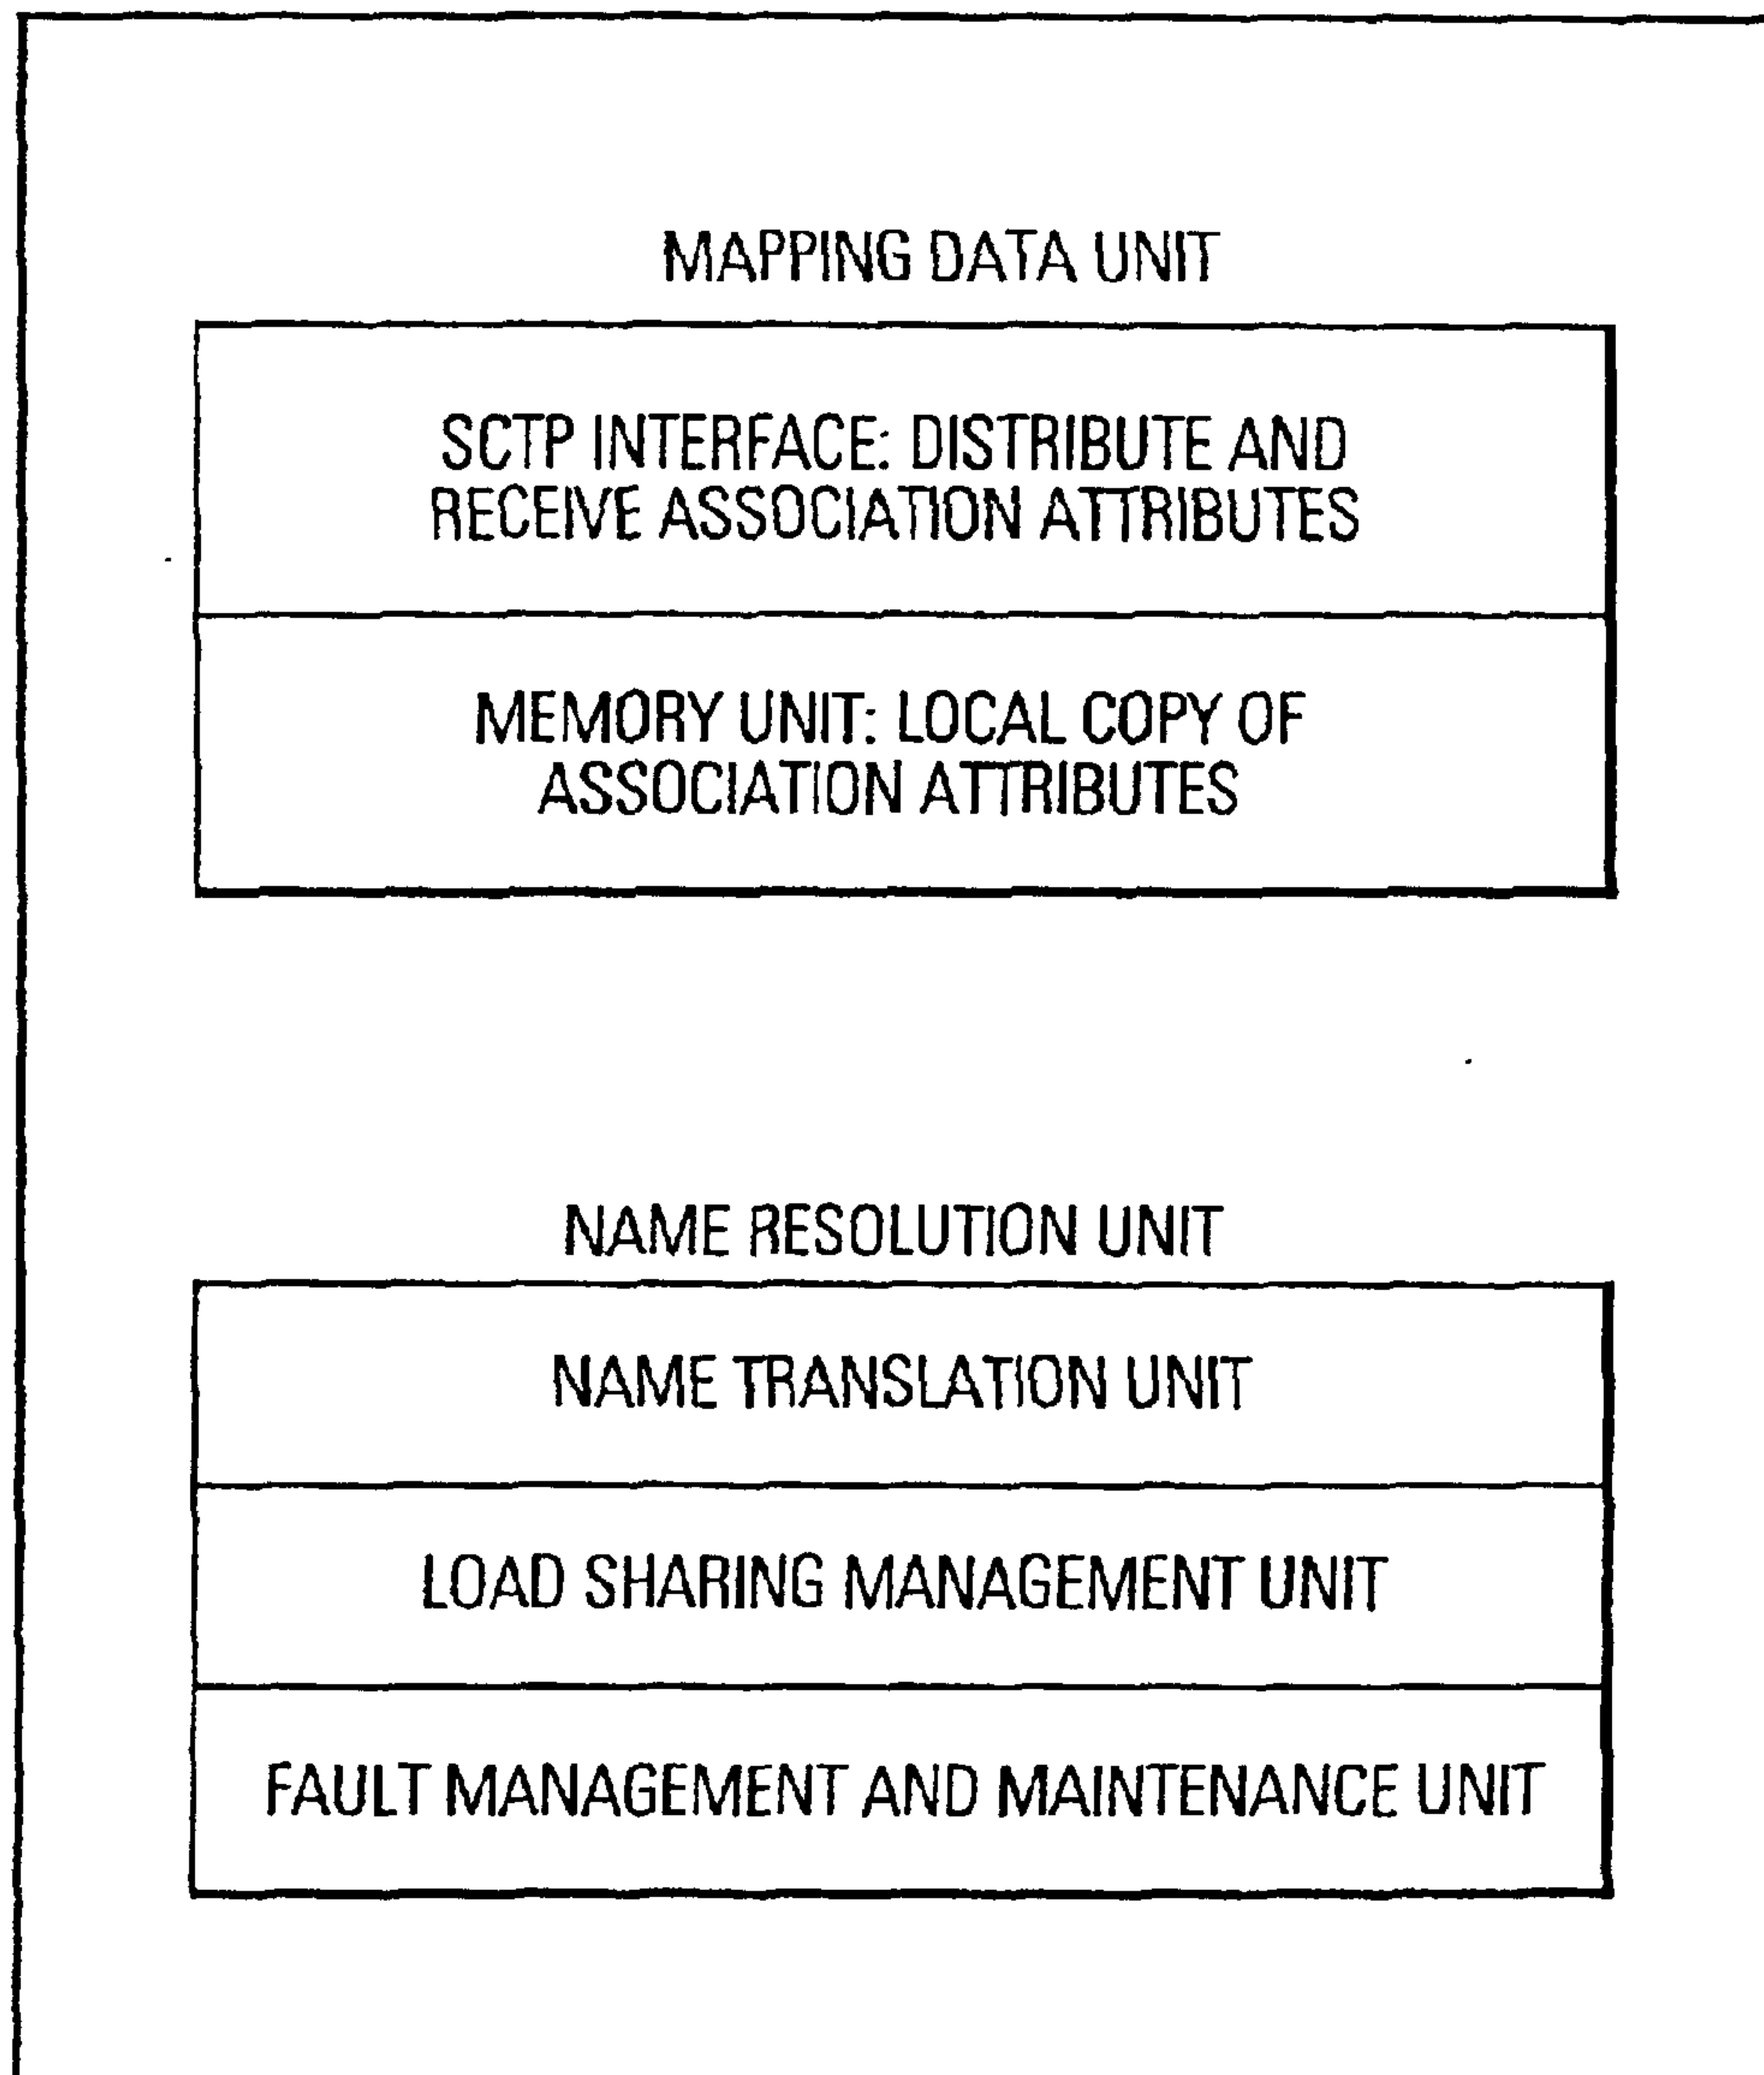 MAPPING DATA UNIT
SCTP INTERFACE: DISTRIBUTE AND
RECEIVE ASSOCIATION ATTRIBUTES
MEMORY UNIT: LOCAL COPY OF
ASSOCIATION ATTRIBUTES
NAME RESOLUTION UNIT
NAME TRANSLATION UNIT
LOAD SHARING MANAGEMENT UNIT
FAULT MANAGEMENT AND MAINTENANCE UNIT